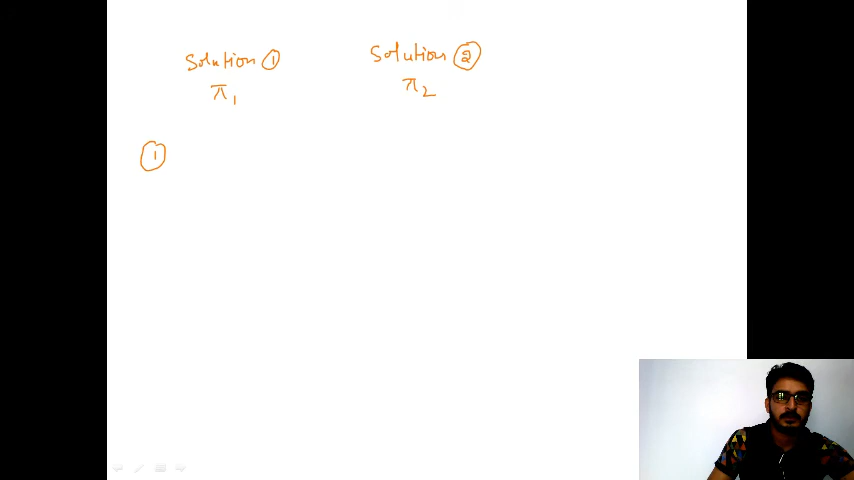 Solution ① Solution ②
π₁ π₂
①